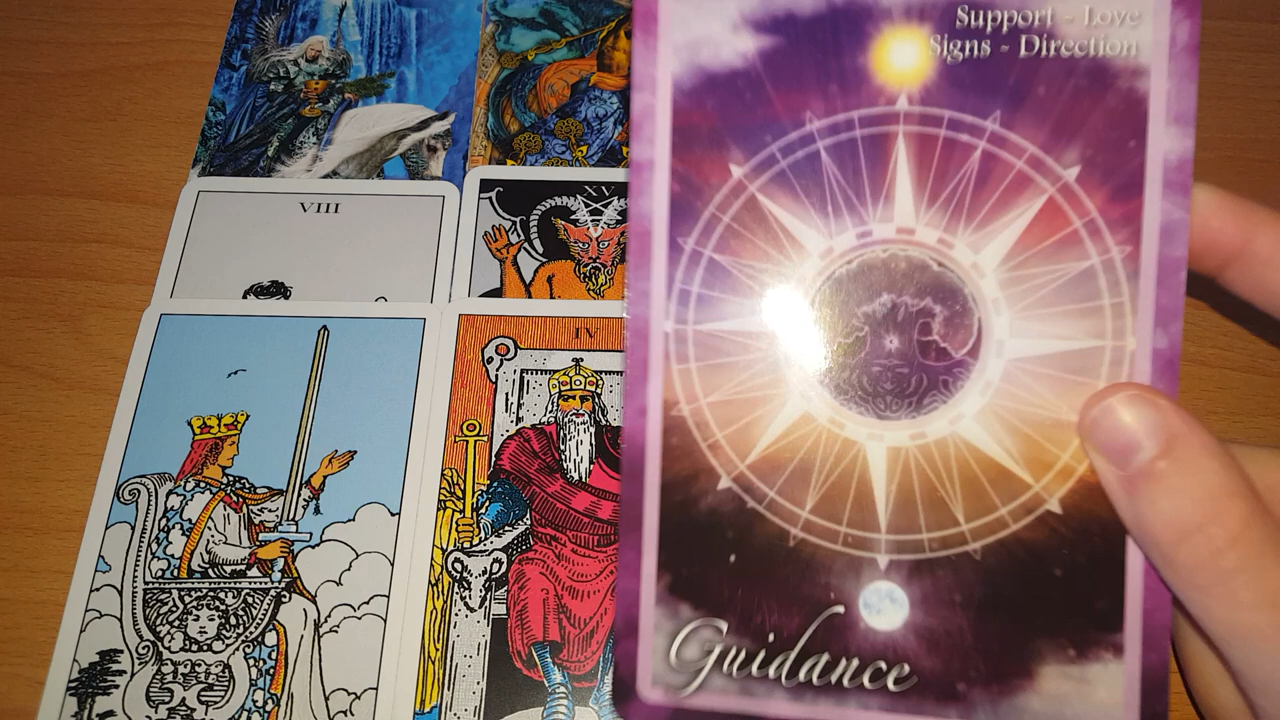 Support ~ Love
Signs ~ Direction
VIII
XV
IV
Guidance